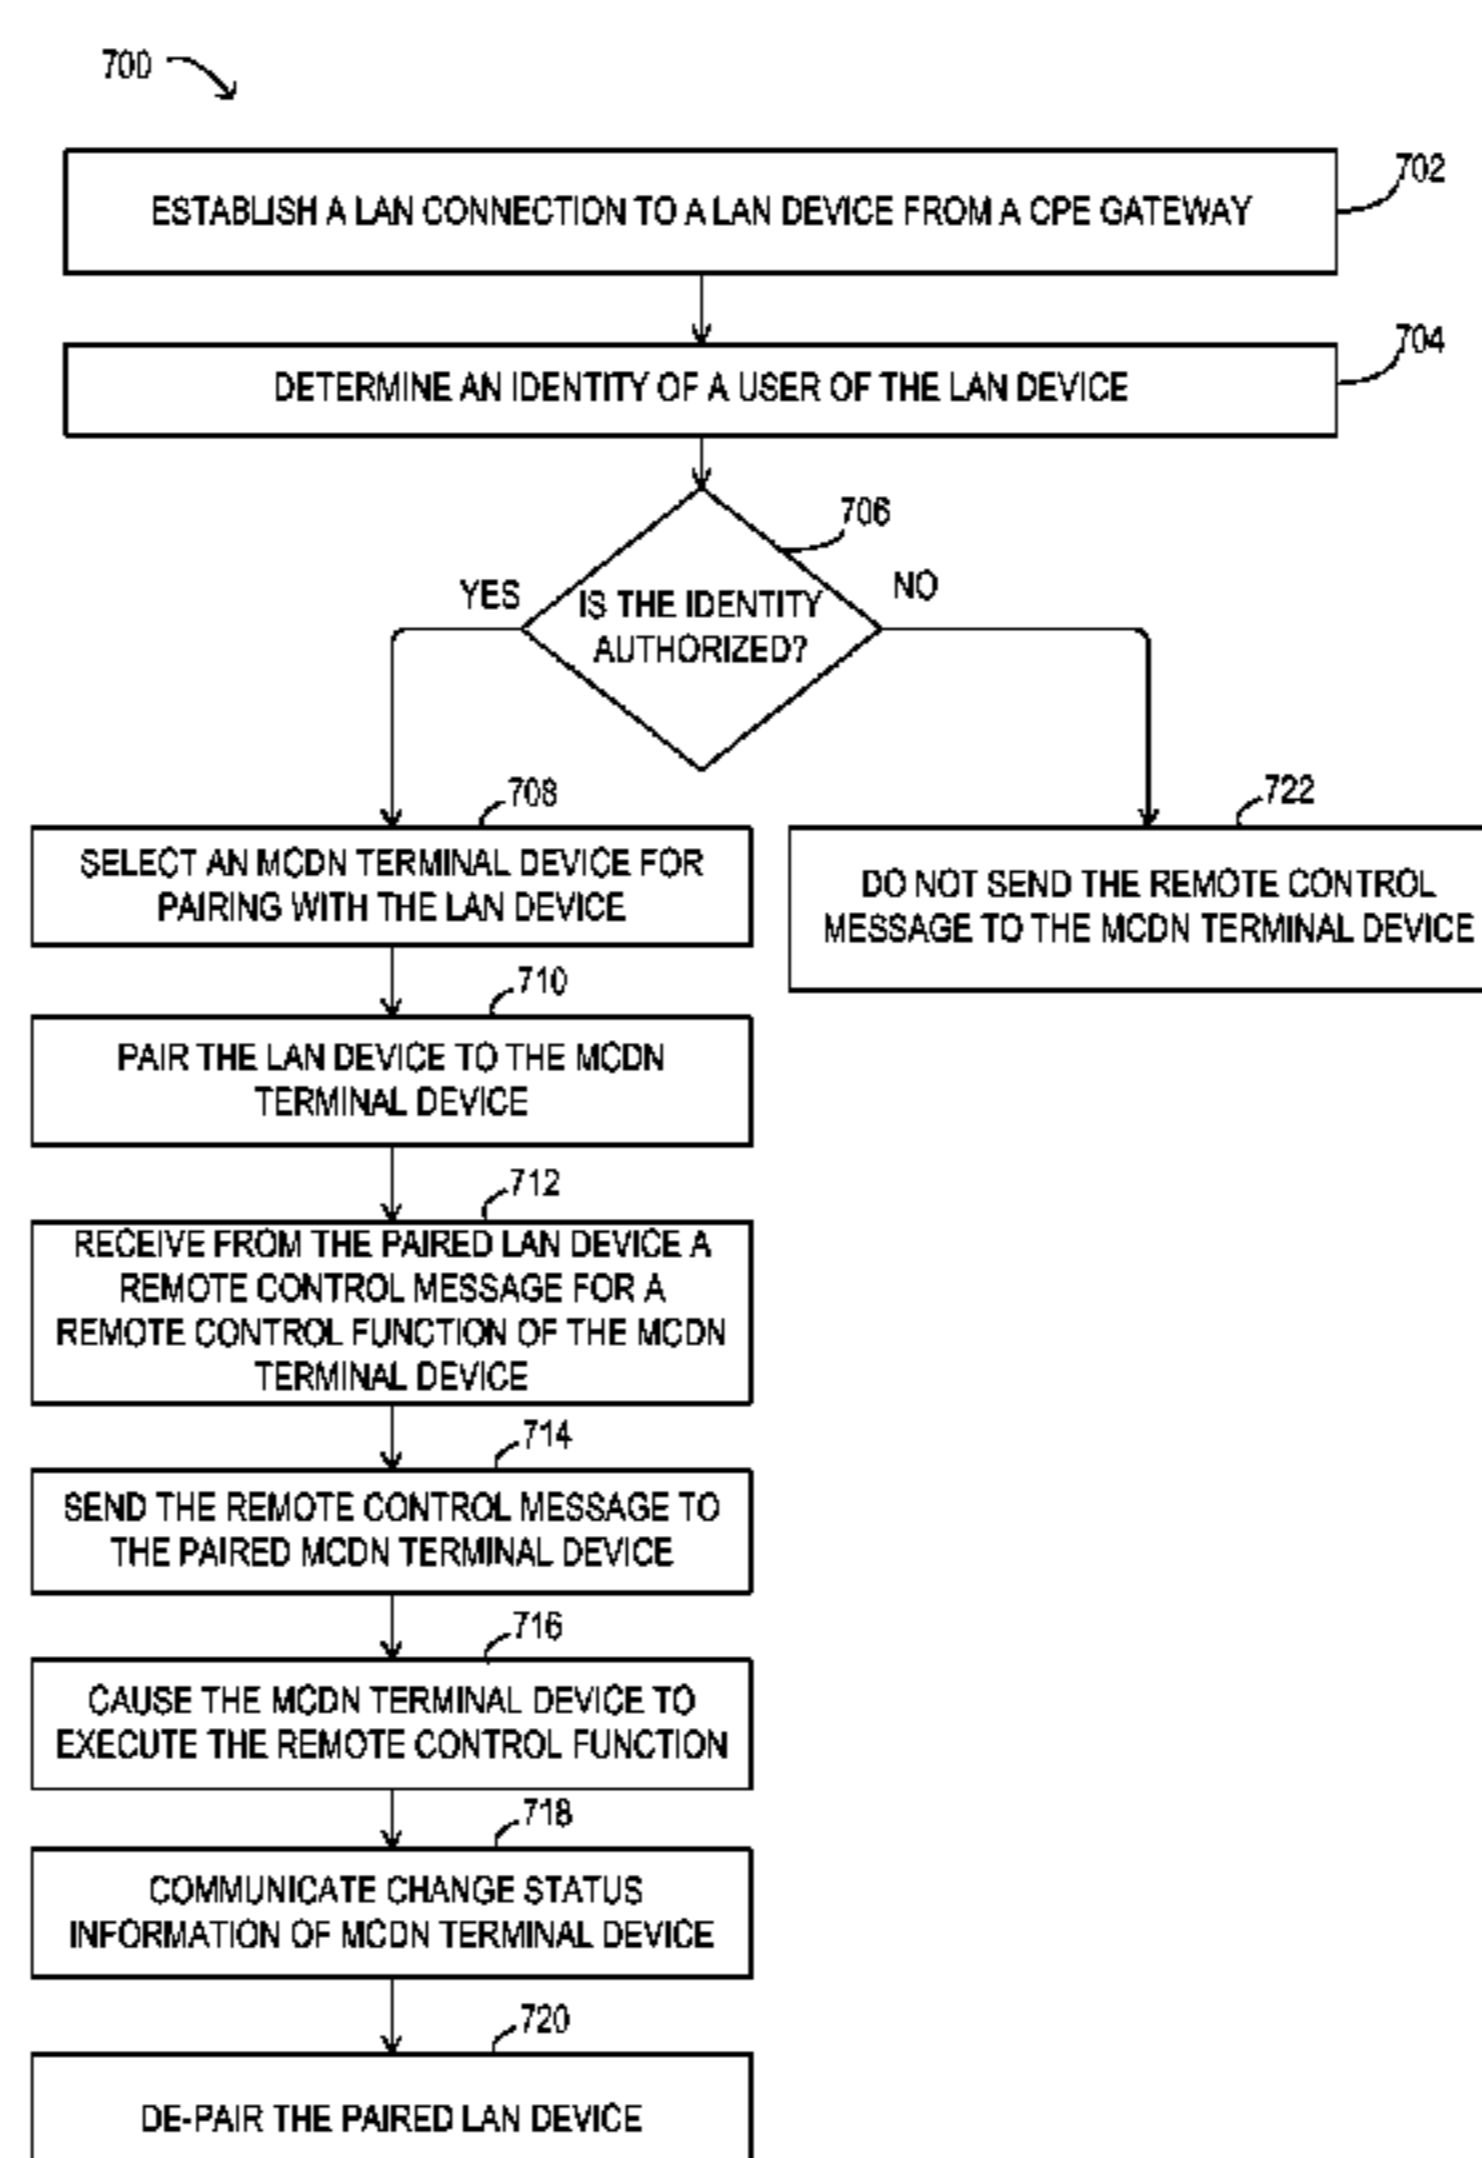 700
702
ESTABLISH A LAN CONNECTION TO A LAN DEVICE FROM A CPE GATEWAY
704
DETERMINE AN IDENTITY OF A USER OF THE LAN DEVICE
706
YES
NO
IS THE IDENTITY
AUTHORIZED?
708
SELECT AN MCDN TERMINAL DEVICE FOR
PAIRING WITH THE LAN DEVICE
722
DO NOT SEND THE REMOTE CONTROL
MESSAGE TO THE MCDN TERMINAL DEVICE
710
PAIR THE LAN DEVICE TO THE MCDN
TERMINAL DEVICE
712
RECEIVE FROM THE PAIRED LAN DEVICE A
REMOTE CONTROL MESSAGE FOR A
REMOTE CONTROL FUNCTION OF THE MCDN
TERMINAL DEVICE
714
SEND THE REMOTE CONTROL MESSAGE TO
THE PAIRED MCDN TERMINAL DEVICE
716
CAUSE THE MCDN TERMINAL DEVICE TO
EXECUTE THE REMOTE CONTROL FUNCTION
718
COMMUNICATE CHANGE STATUS
INFORMATION OF MCDN TERMINAL DEVICE
720
DE-PAIR THE PAIRED LAN DEVICE